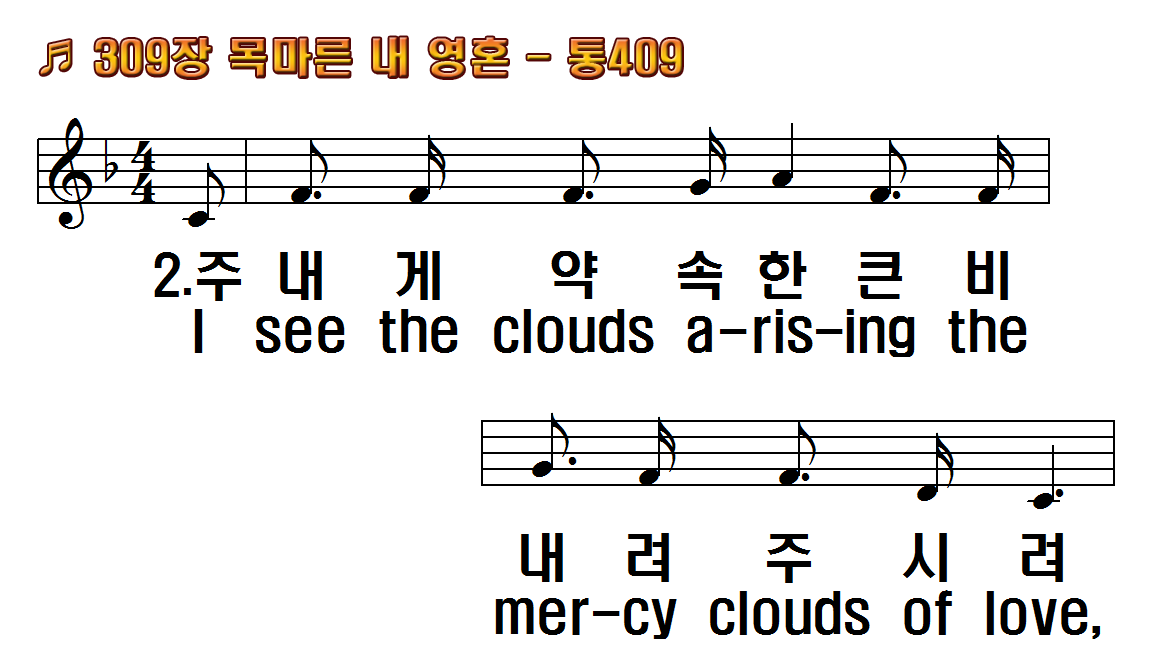 ♬ 309장 목마른 내 영혼 - 통409
4/4
2.주 내 게 약 속 한 큰 비
I see the clouds a-ris-ing the
내 려 주 시 려
mer-cy clouds of love,